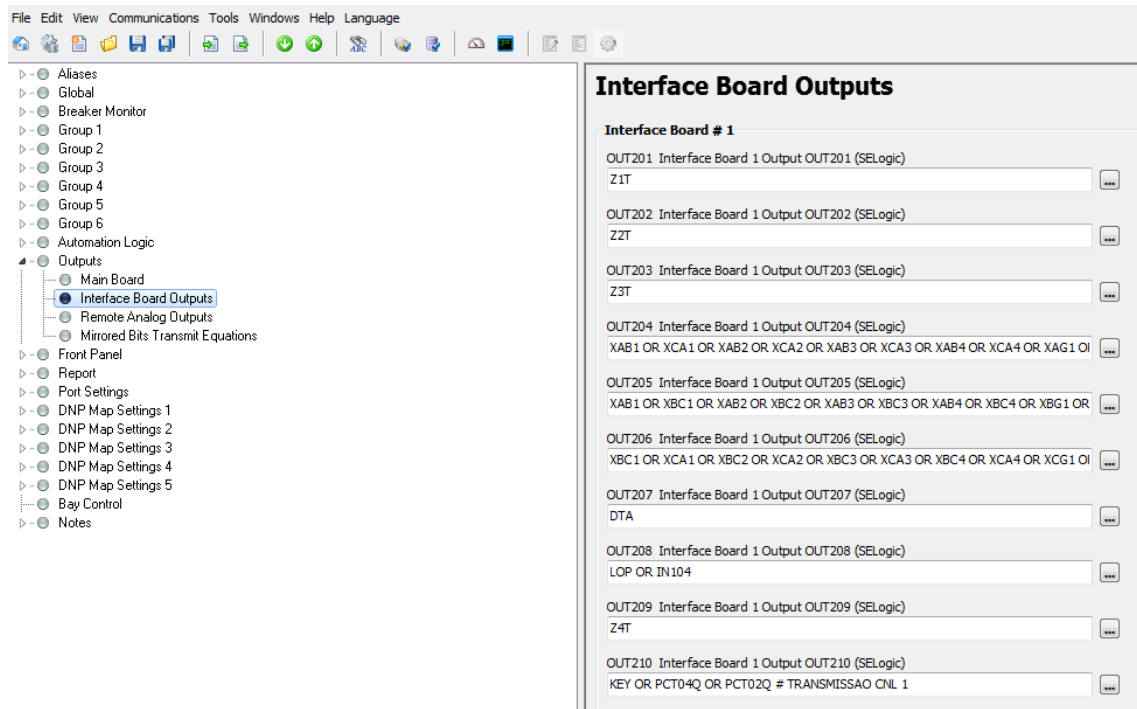 File Edit View Communications Tools Windows Help Language
Aliases
Global
Breaker Monitor
Group 1
Group 2
Group 3
Group 4
Group 5
Group 6
Automation Logic
Outputs
Main Board
Interface Board Outputs
Remote Analog Outputs
Mirrored Bits Transmit Equations
Front Panel
Report
Port Settings
DNP Map Settings 1
DNP Map Settings 2
DNP Map Settings 3
DNP Map Settings 4
DNP Map Settings 5
Bay Control
Notes
Interface Board Outputs
Interface Board # 1
OUT201 Interface Board 1 Output OUT201 (SELogic)
Z1T
...
OUT202 Interface Board 1 Output OUT202 (SELogic)
Z2T
...
OUT203 Interface Board 1 Output OUT203 (SELogic)
Z3T
...
OUT204 Interface Board 1 Output OUT204 (SELogic)
XAB1 OR XCA1 OR XAB2 OR XCA2 OR XAB3 OR XCA3 OR XAB4 OR XCA4 OR XAG1
...
OUT205 Interface Board 1 Output OUT205 (SELogic)
XAB1 OR XBC1 OR XAB2 OR XBC2 OR XAB3 OR XBC3 OR XAB4 OR XBC4 OR XBG1 OR
...
OUT206 Interface Board 1 Output OUT206 (SELogic)
XBC1 OR XCA1 OR XBC2 OR XCA2 OR XBC3 OR XCA3 OR XBC4 OR XCA4 OR XCG1
...
OUT207 Interface Board 1 Output OUT207 (SELogic)
DTA
...
OUT208 Interface Board 1 Output OUT208 (SELogic)
LOP OR IN104
...
OUT209 Interface Board 1 Output OUT209 (SELogic)
Z4T
...
OUT210 Interface Board 1 Output OUT210 (SELogic)
KEY OR PCT04Q OR PCT02Q # TRANSMISSAO CNL 1
...